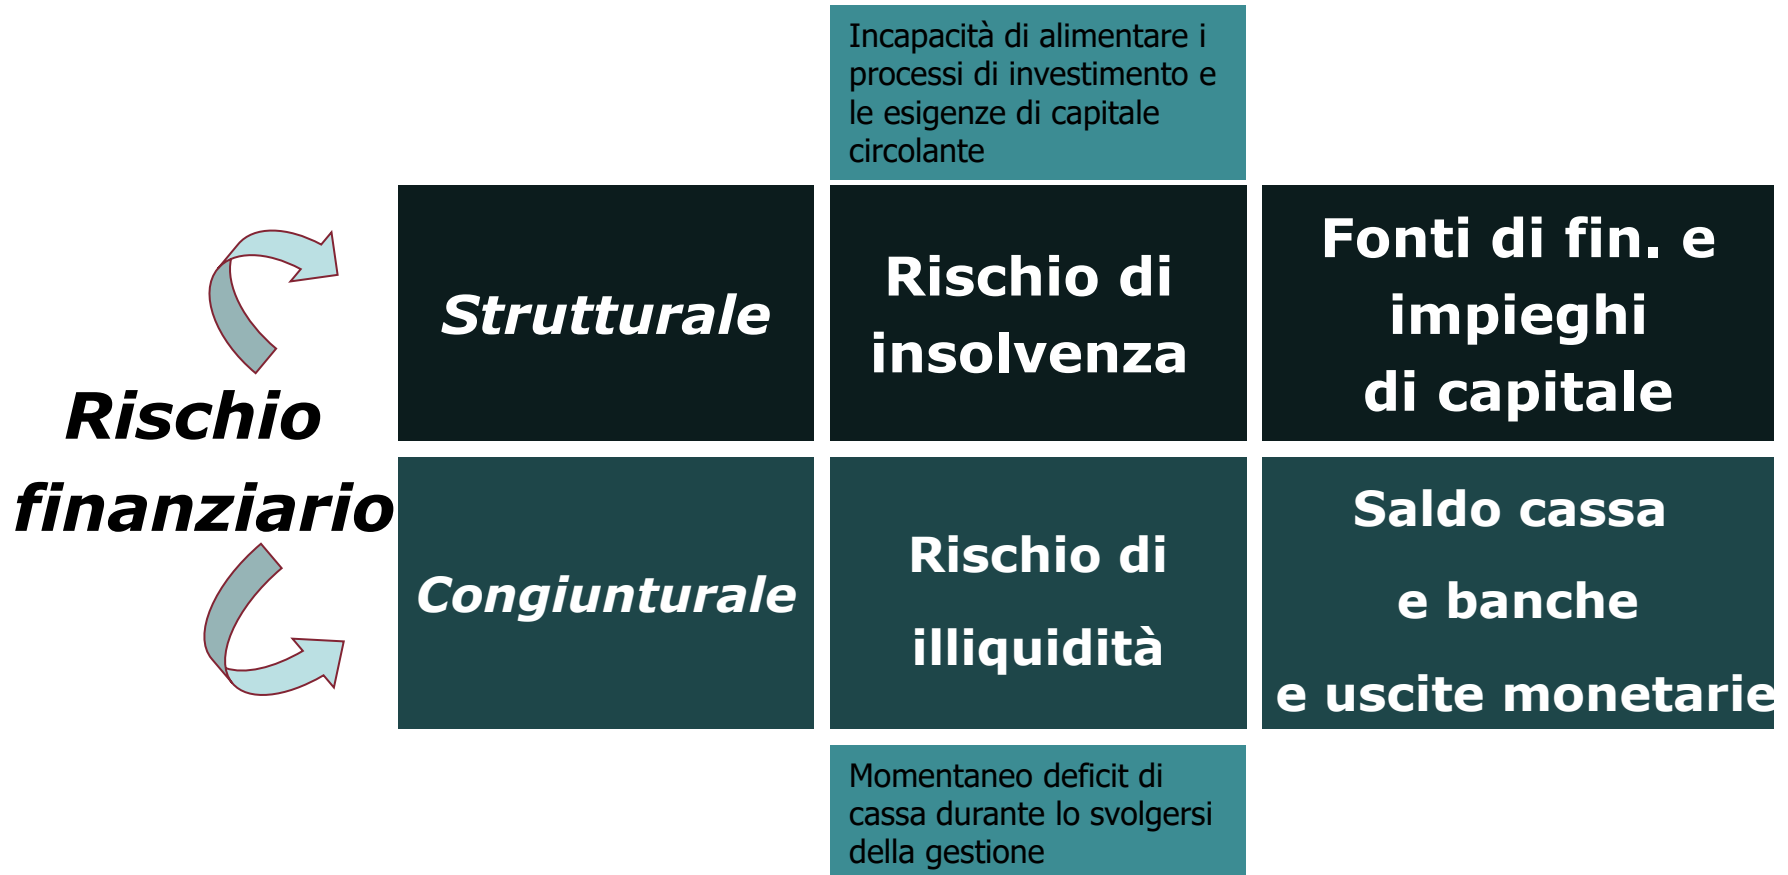 Incapacità di alimentare i
processi di investimento e
le esigenze di capitale
circolante
Rischio
finanziario
Strutturale
Rischio di
insolvenza
Fonti di fin. e
impieghi
di capitale
Congiunturale
Rischio di
illiquidità
Saldo cassa
e banche
e uscite monetarie
Momentaneo deficit di
cassa durante lo svolgersi
della gestione